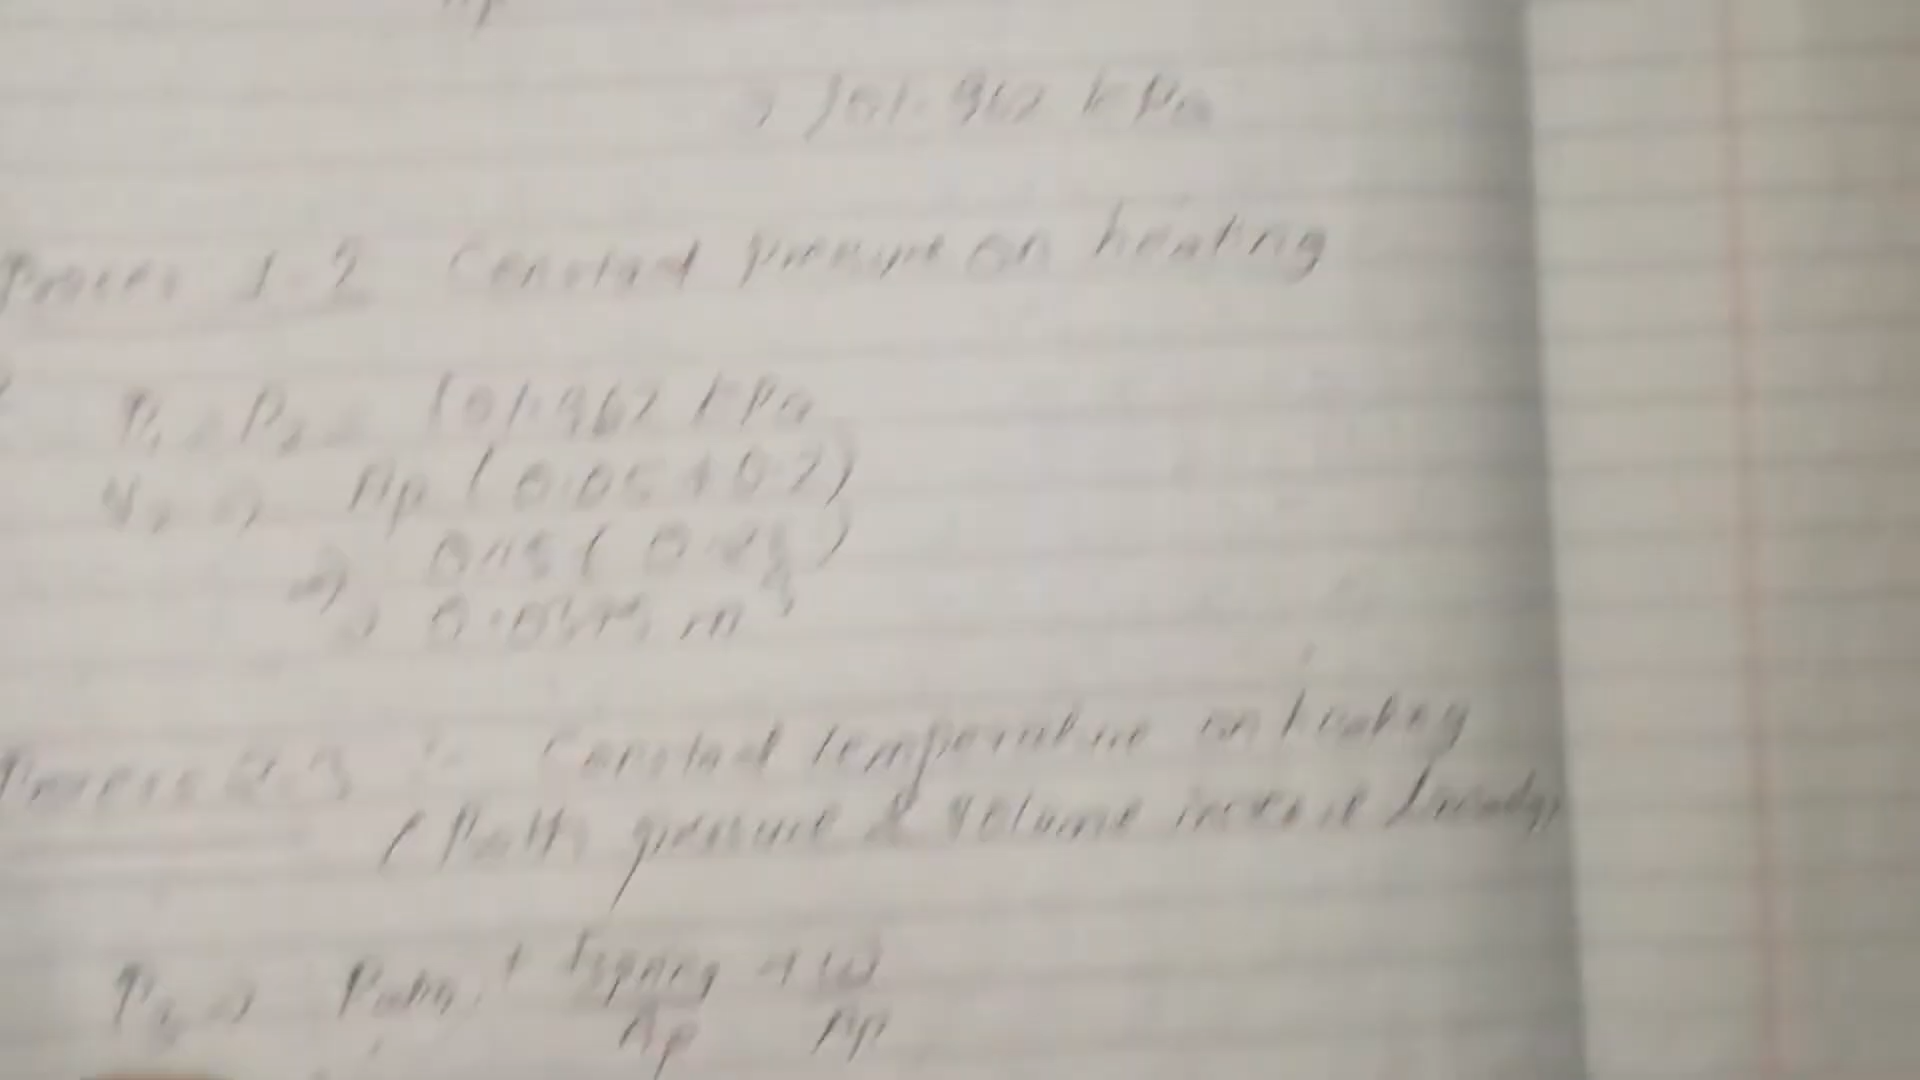 Ap
⇒ 101.962 kPa
Process 1-2 Constant pressure on heating
P₁ = P₂ = 101.962 kPa
V₂ ⇒ Ap (0.05 + 0.2)
⇒ 0.15 ( 0.25 )
⇒ 0.0375 m³
Process 2-3 :- Constant temperature on heating
( Both pressure & volume increase
P₃ ⇒ Patm + Fspring/Ap + W/Ap